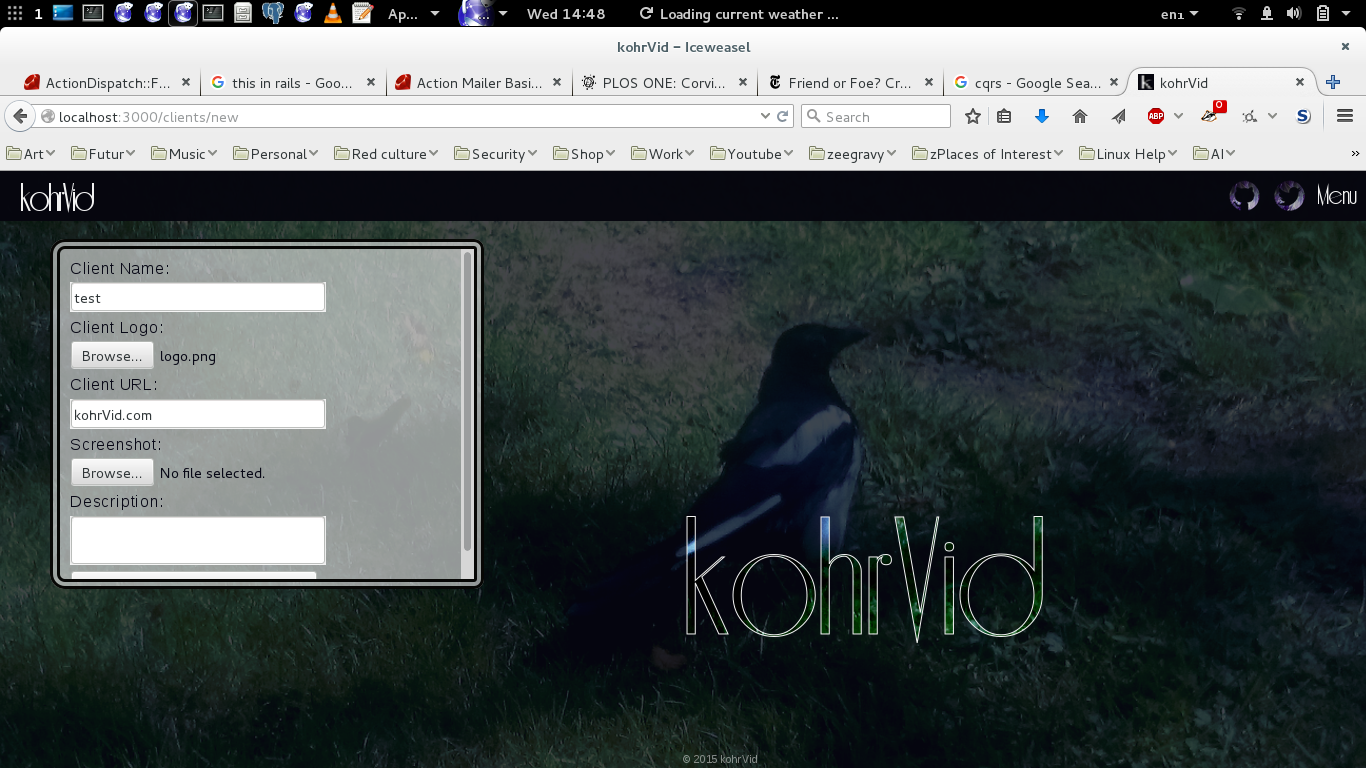 1 Ap... Wed 14:48 Loading current weather ... en₁
kohrVid – Iceweasel
ActionDispatch::F... this in rails - Goo... Action Mailer Basi... PLOS ONE: Corvi... Friend or Foe? Cr... cqrs - Google Sea... kohrVid
localhost:3000/clients/new Search ABP 0 S
Art Futur Music Personal Red culture Security Shop Work Youtube zeegravy zPlaces of Interest Linux Help AI »
kohrVid Menu
Client Name:
test
Client Logo:
Browse... logo.png
Client URL:
kohrVid.com
Screenshot:
Browse... No file selected.
Description:
kohrVid
© 2015 kohrVid